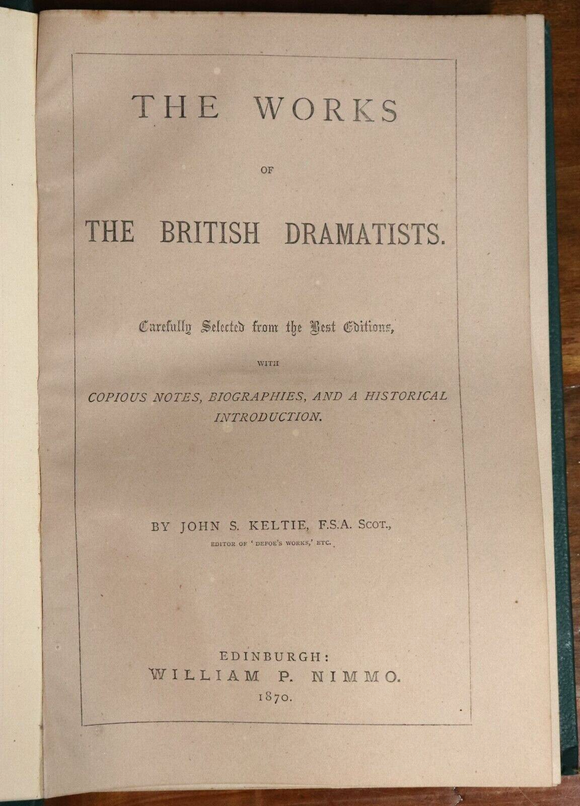 THE WORKS
OF
THE BRITISH DRAMATISTS.
Carefully Selected from the Best Editions,
WITH
COPIOUS NOTES, BIOGRAPHIES, AND A HISTORICAL
INTRODUCTION.
BY JOHN S. KELTIE, F.S.A. SCOT.,
EDITOR OF 'DEFOE'S WORKS,' ETC.
EDINBURGH:
WILLIAM P. NIMMO.
1870.